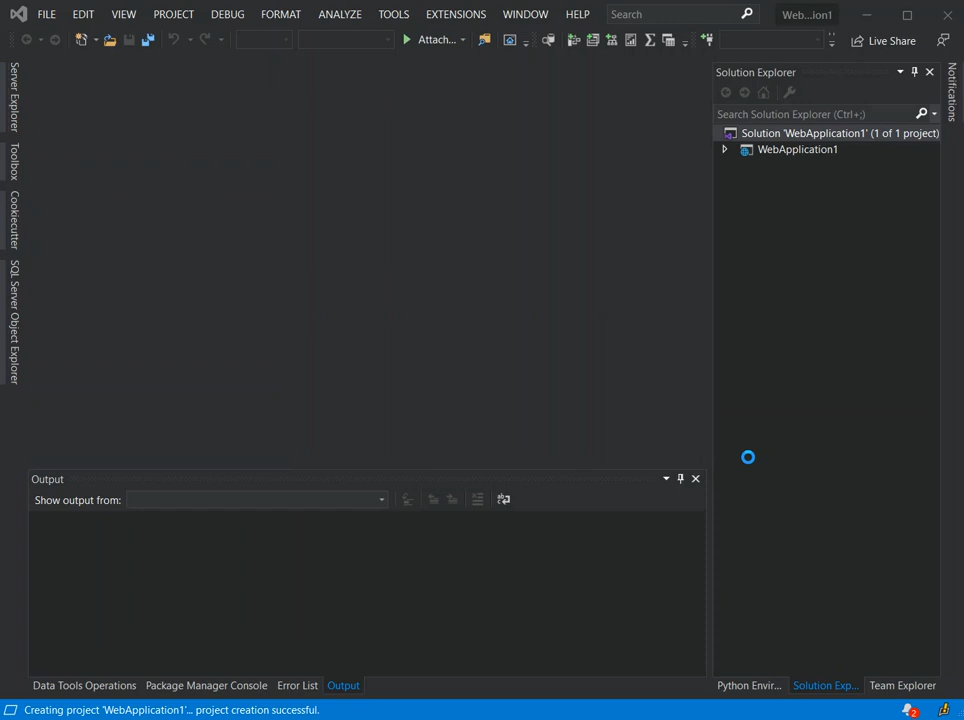 FILE EDIT VIEW PROJECT DEBUG FORMAT ANALYZE TOOLS EXTENSIONS WINDOW HELP Search Web...ion1
Attach... Live Share
Server Explorer
Toolbox
Cookiecutter
SQL Server Object Explorer
Solution Explorer
Search Solution Explorer (Ctrl+;)
Solution 'WebApplication1' (1 of 1 project)
WebApplication1
Notifications
Output
Show output from:
Data Tools Operations Package Manager Console Error List Output
Python Envir... Solution Exp... Team Explorer
Creating project 'WebApplication1'... project creation successful. 2